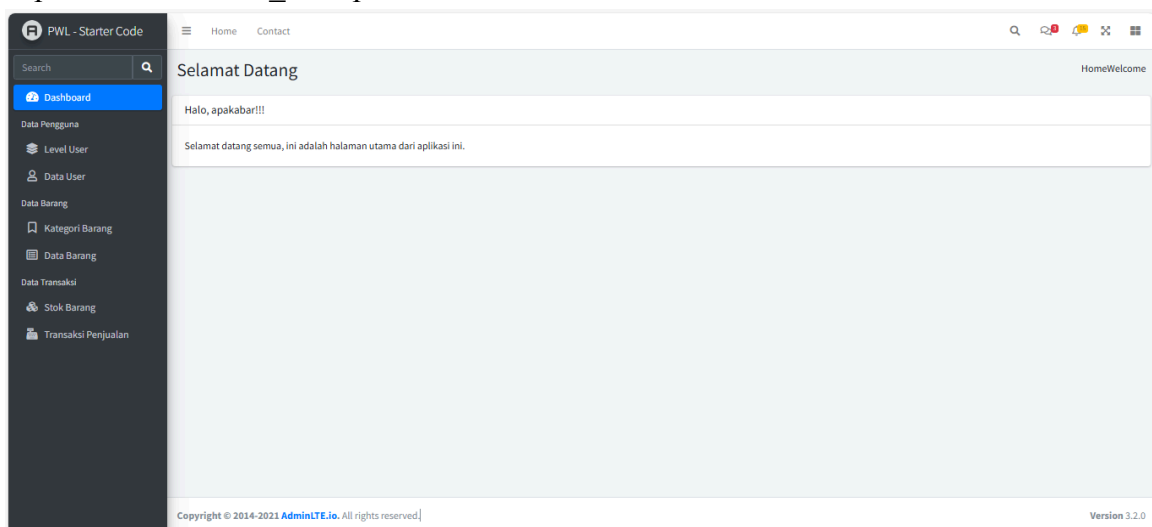 PWL - Starter Code
Home Contact
Search
Selamat Datang
HomeWelcome
Dashboard
Halo, apakabar!!!
Data Pengguna
Selamat datang semua, ini adalah halaman utama dari aplikasi ini.
Level User
Data User
Data Barang
Kategori Barang
Data Barang
Data Transaksi
Stok Barang
Transaksi Penjualan
Copyright © 2014-2021 AdminLTE.io. All rights reserved.
Version 3.2.0